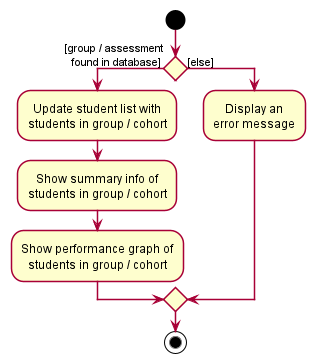 [group / assessment
found in database]
[else]
Update student list with
students in group / cohort
Display an
error message
Show summary info of
students in group / cohort
Show performance graph of
students in group / cohort